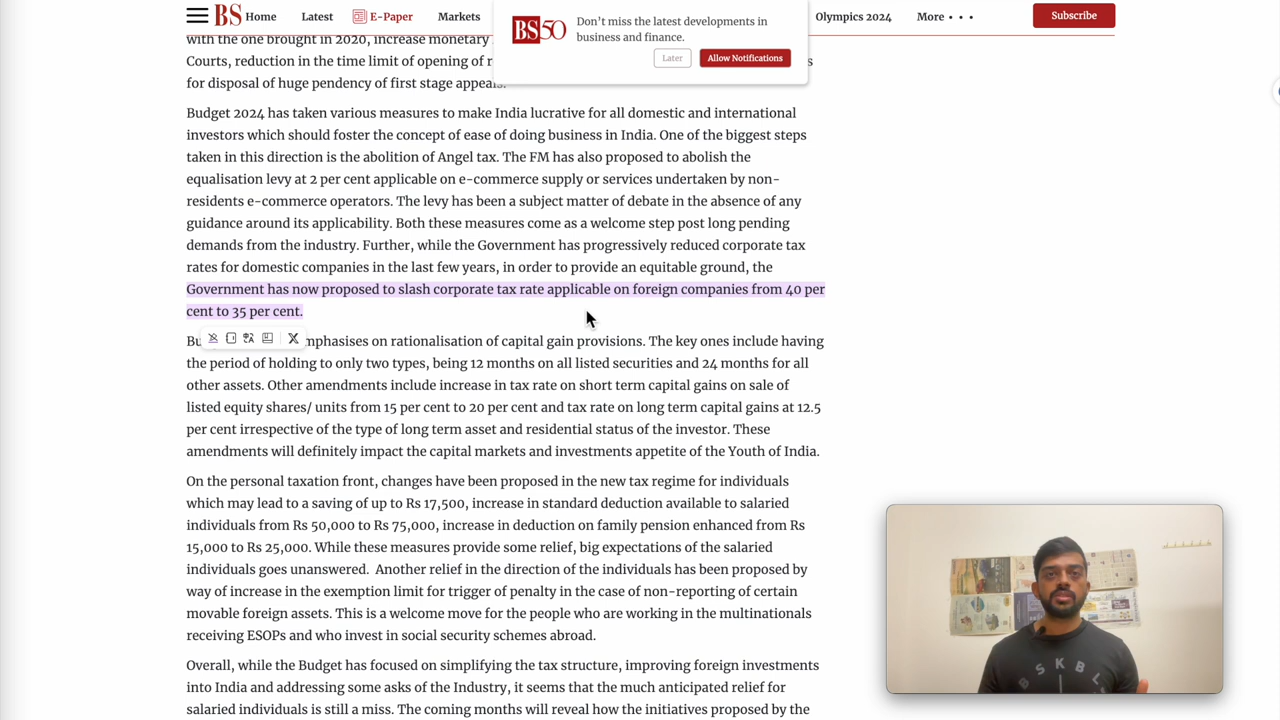 BS Home Latest E-Paper Markets Olympics 2024 More • • • Subscribe
BS50 Don't miss the latest developments in
business and finance.
Later Allow Notifications
with the one brought in 2020, increase monetary
Courts, reduction in the time limit of opening of
for disposal of huge pendency of first stage appeals.
Budget 2024 has taken various measures to make India lucrative for all domestic and international
investors which should foster the concept of ease of doing business in India. One of the biggest steps
taken in this direction is the abolition of Angel tax. The FM has also proposed to abolish the
equalisation levy at 2 per cent applicable on e-commerce supply or services undertaken by non-
residents e-commerce operators. The levy has been a subject matter of debate in the absence of any
guidance around its applicability. Both these measures come as a welcome step post long pending
demands from the industry. Further, while the Government has progressively reduced corporate tax
rates for domestic companies in the last few years, in order to provide an equitable ground, the
Government has now proposed to slash corporate tax rate applicable on foreign companies from 40 per
cent to 35 per cent.
Bu mphasises on rationalisation of capital gain provisions. The key ones include having
the period of holding to only two types, being 12 months on all listed securities and 24 months for all
other assets. Other amendments include increase in tax rate on short term capital gains on sale of
listed equity shares/ units from 15 per cent to 20 per cent and tax rate on long term capital gains at 12.5
per cent irrespective of the type of long term asset and residential status of the investor. These
amendments will definitely impact the capital markets and investments appetite of the Youth of India.
On the personal taxation front, changes have been proposed in the new tax regime for individuals
which may lead to a saving of up to Rs 17,500, increase in standard deduction available to salaried
individuals from Rs 50,000 to Rs 75,000, increase in deduction on family pension enhanced from Rs
15,000 to Rs 25,000. While these measures provide some relief, big expectations of the salaried
individuals goes unanswered. Another relief in the direction of the individuals has been proposed by
way of increase in the exemption limit for trigger of penalty in the case of non-reporting of certain
movable foreign assets. This is a welcome move for the people who are working in the multinationals
receiving ESOPs and who invest in social security schemes abroad.
Overall, while the Budget has focused on simplifying the tax structure, improving foreign investments
into India and addressing some asks of the Industry, it seems that the much anticipated relief for
salaried individuals is still a miss. The coming months will reveal how the initiatives proposed by the
BSKB